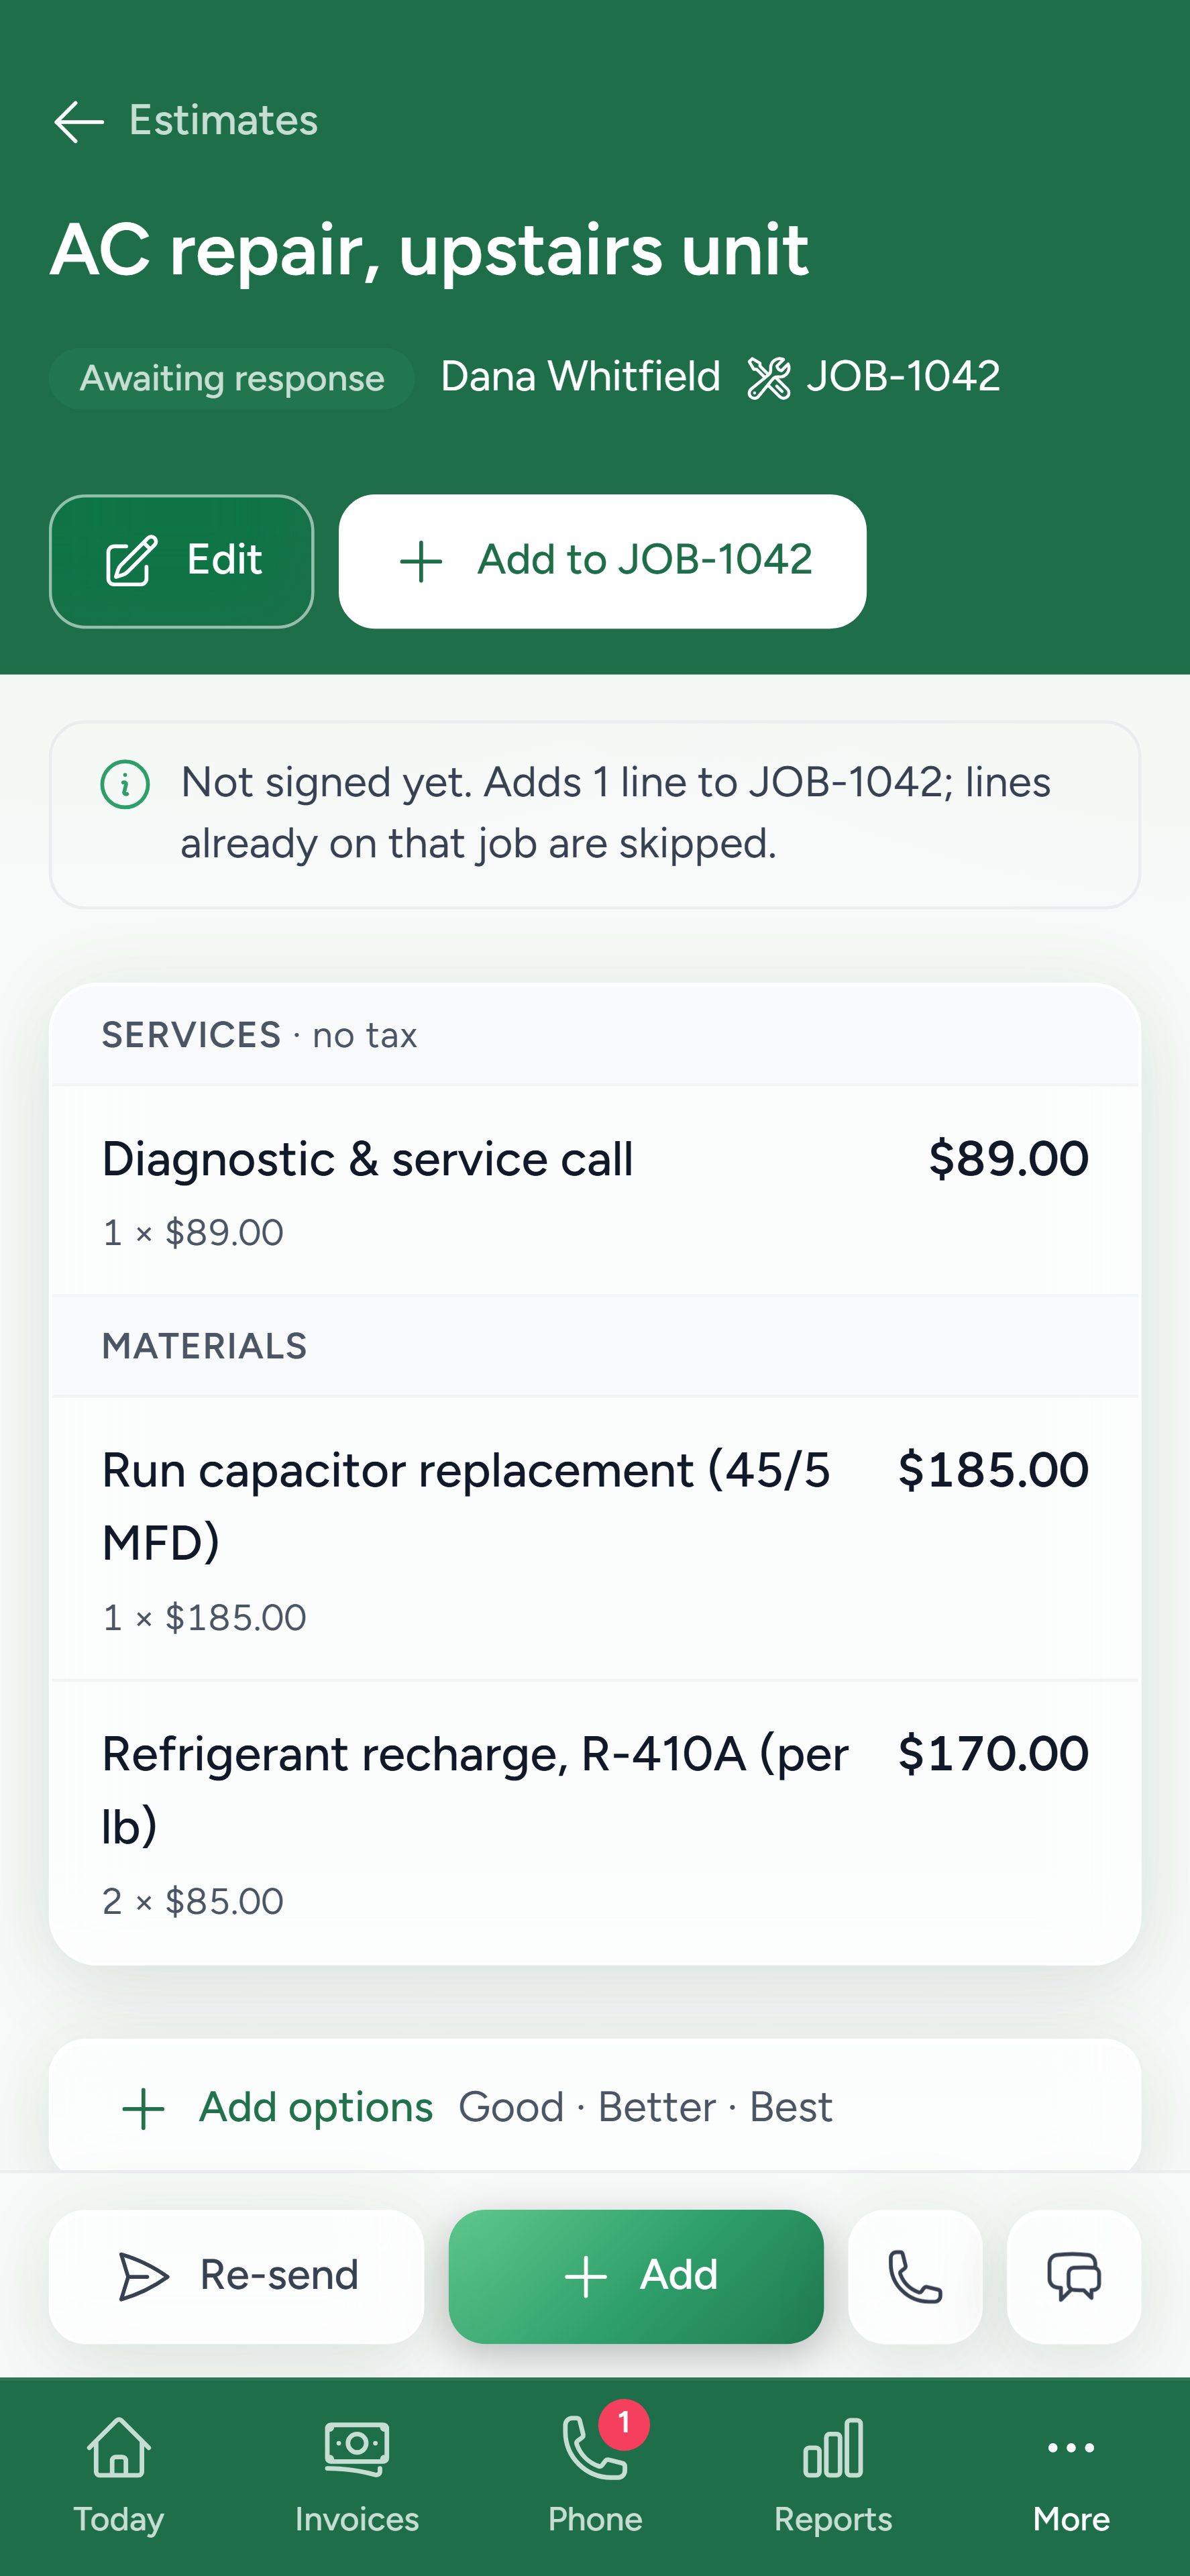 Estimates
AC repair, upstairs unit
Awaiting response Dana Whitfield JOB-1042
Edit + Add to JOB-1042
Not signed yet. Adds 1 line to JOB-1042; lines
already on that job are skipped.
SERVICES · no tax
Diagnostic & service call $89.00
1 × $89.00
MATERIALS
Run capacitor replacement (45/5 $185.00
MFD)
1 × $185.00
Refrigerant recharge, R-410A (per $170.00
lb)
2 × $85.00
+ Add options Good · Better · Best
Re-send + Add
1
Today Invoices Phone Reports More